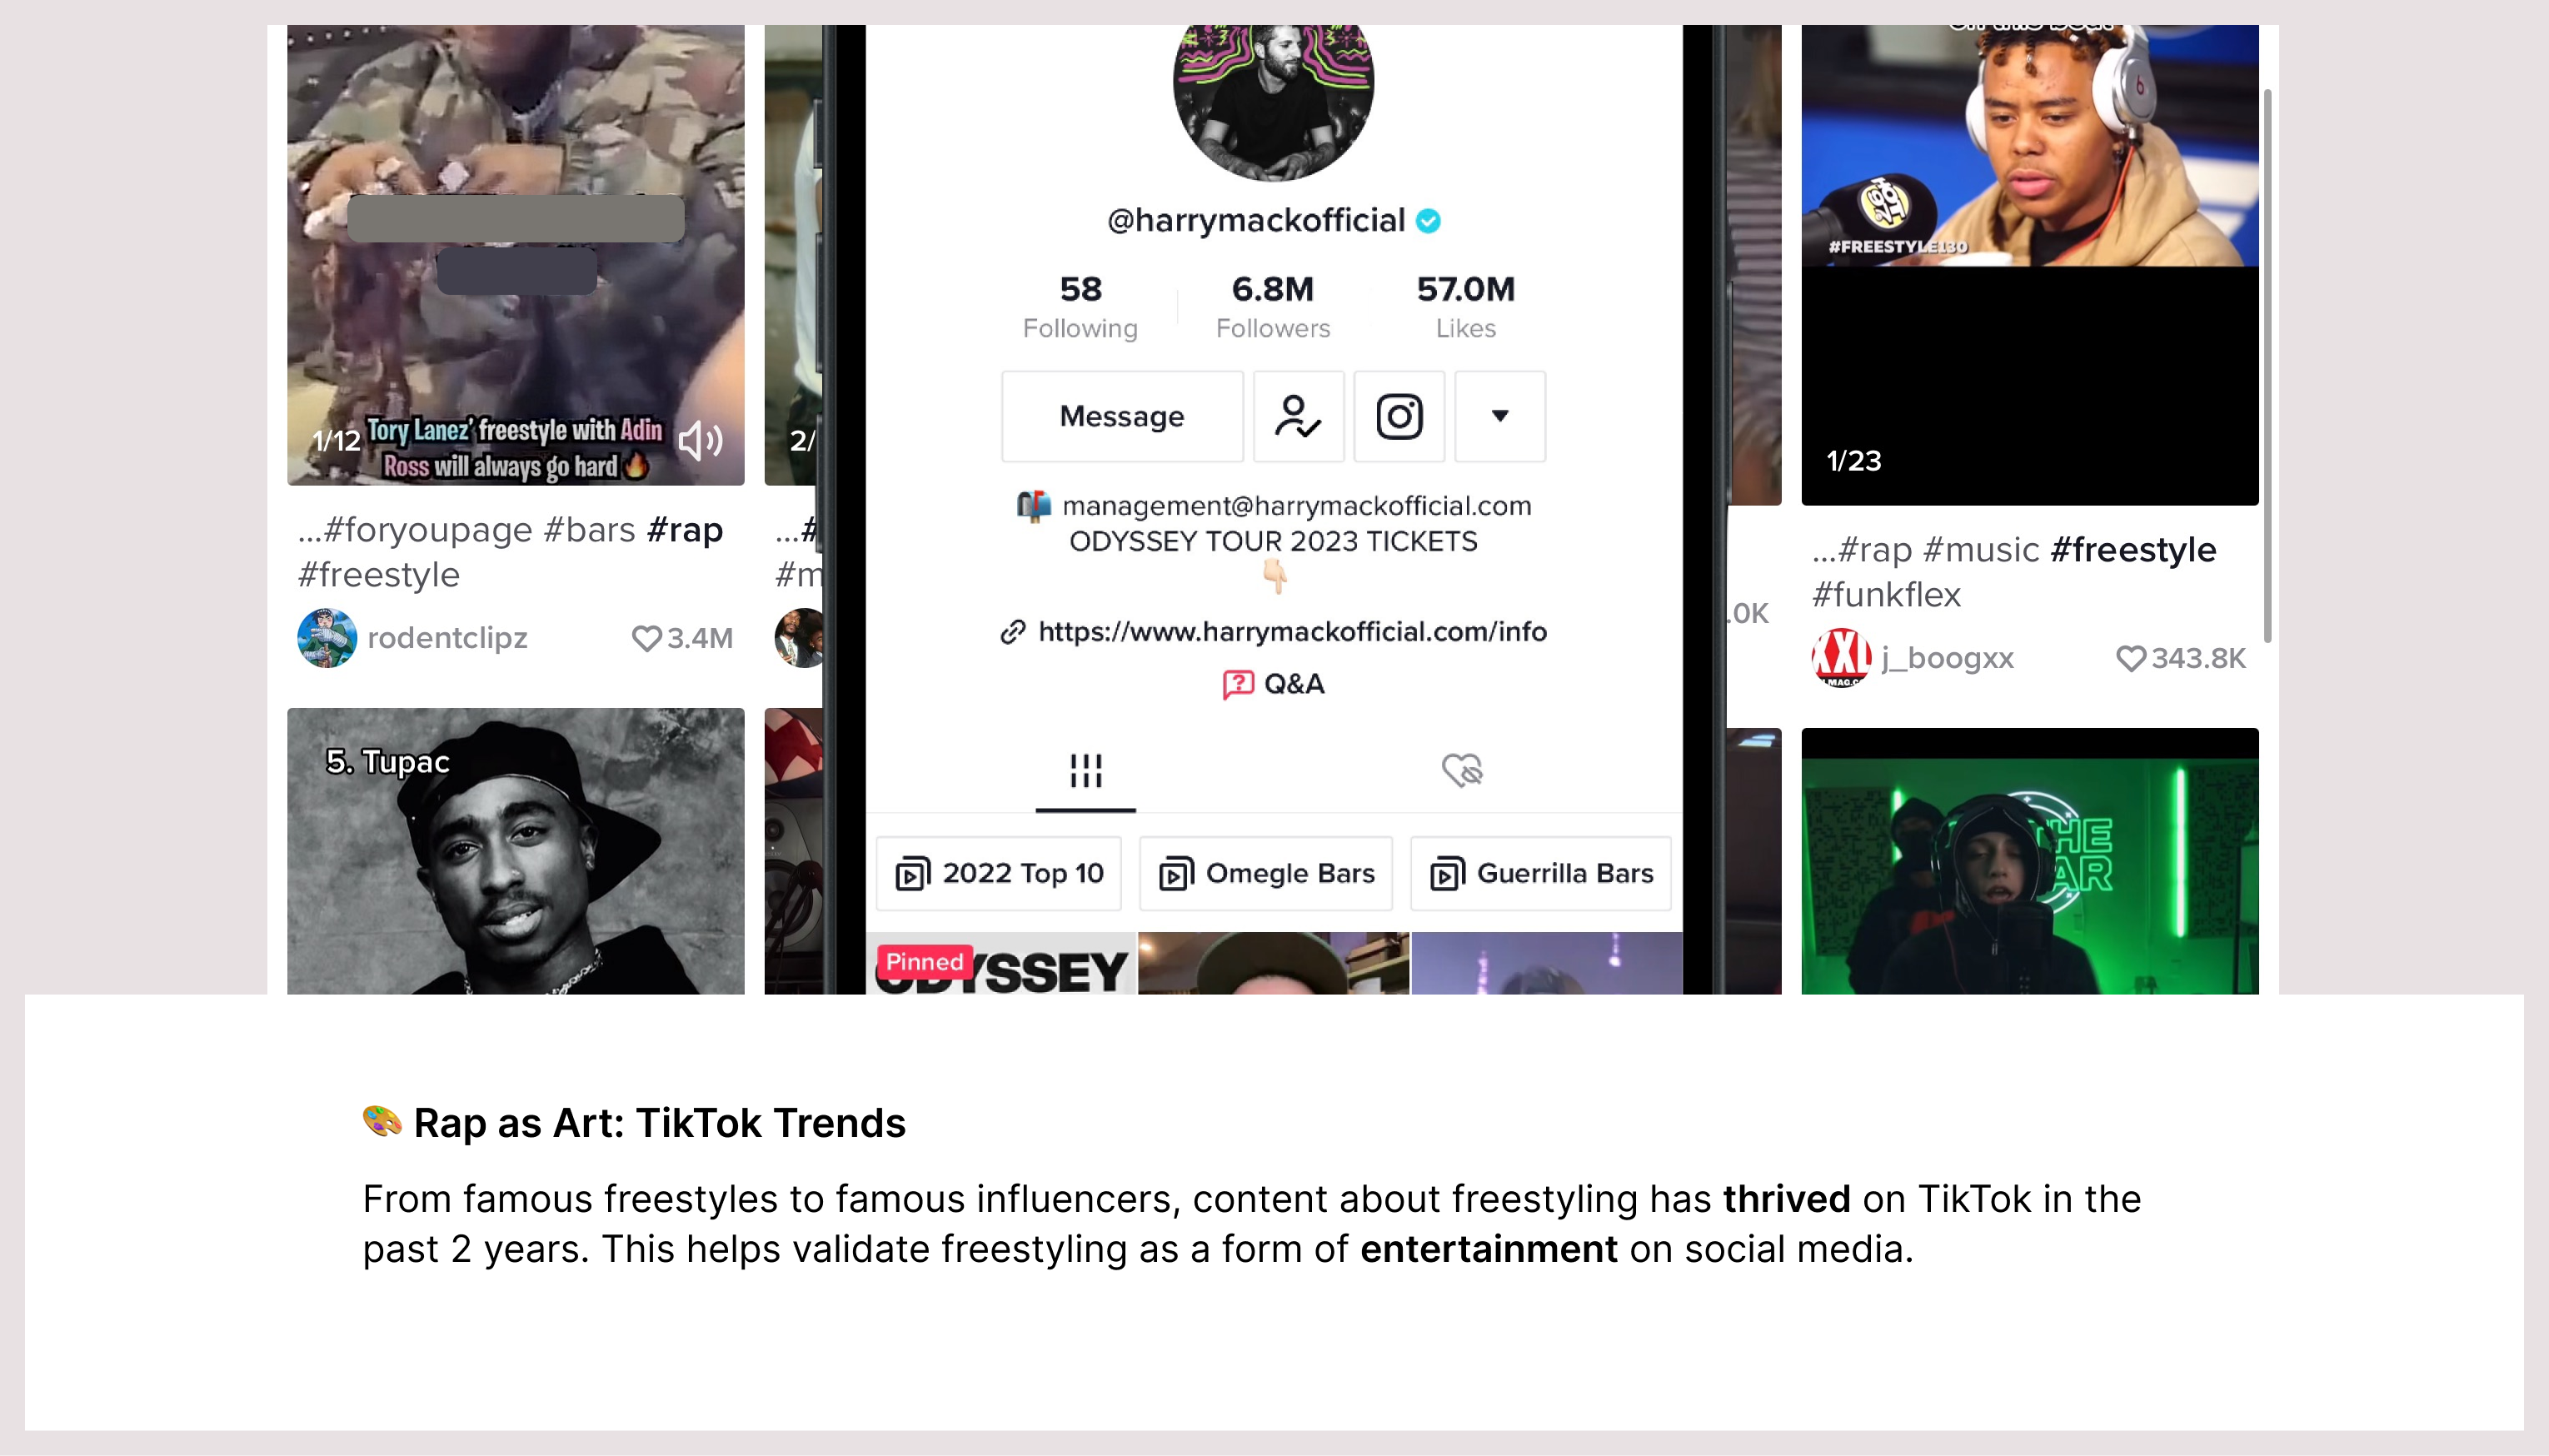 Tory Lanez' freestyle with Adin
Ross will always go hard 🔥
1/12
...#foryoupage #bars #rap
#freestyle
rodentclipz
3.4M
5. Tupac
2/
...#
#m
@harrymackofficial
58
Following
6.8M
Followers
57.0M
Likes
Message
📬 management@harrymackofficial.com
ODYSSEY TOUR 2023 TICKETS
👇🏻
https://www.harrymackofficial.com/info
Q&A
2022 Top 10
Omegle Bars
Guerrilla Bars
Pinned
ODYSSEY
.0K
HOT
97
#FREESTYLE130
1/23
...#rap #music #freestyle
#funkflex
XXL
j_boogxx
343.8K
THE
🎨 Rap as Art: TikTok Trends
From famous freestyles to famous influencers, content about freestyling has thrived on TikTok in the
past 2 years. This helps validate freestyling as a form of entertainment on social media.